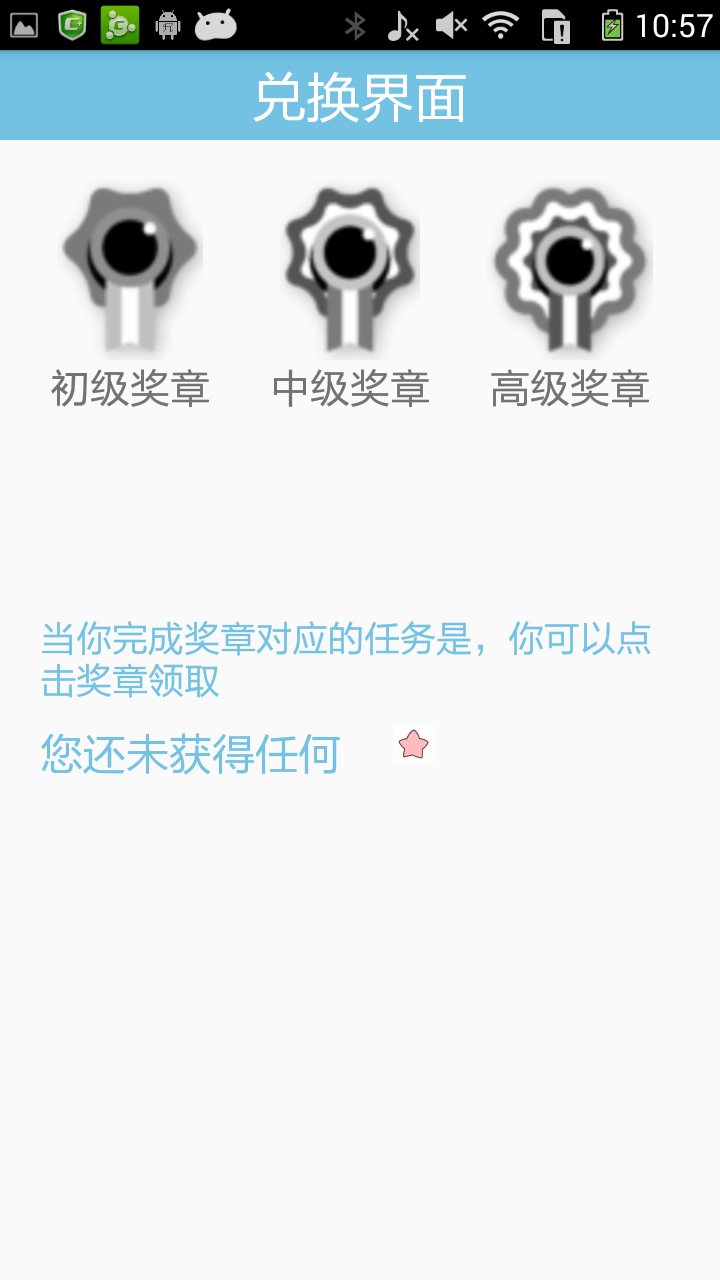 10:57
兑换界面
初级奖章 中级奖章 高级奖章
当你完成奖章对应的任务是，你可以点
击奖章领取
您还未获得任何